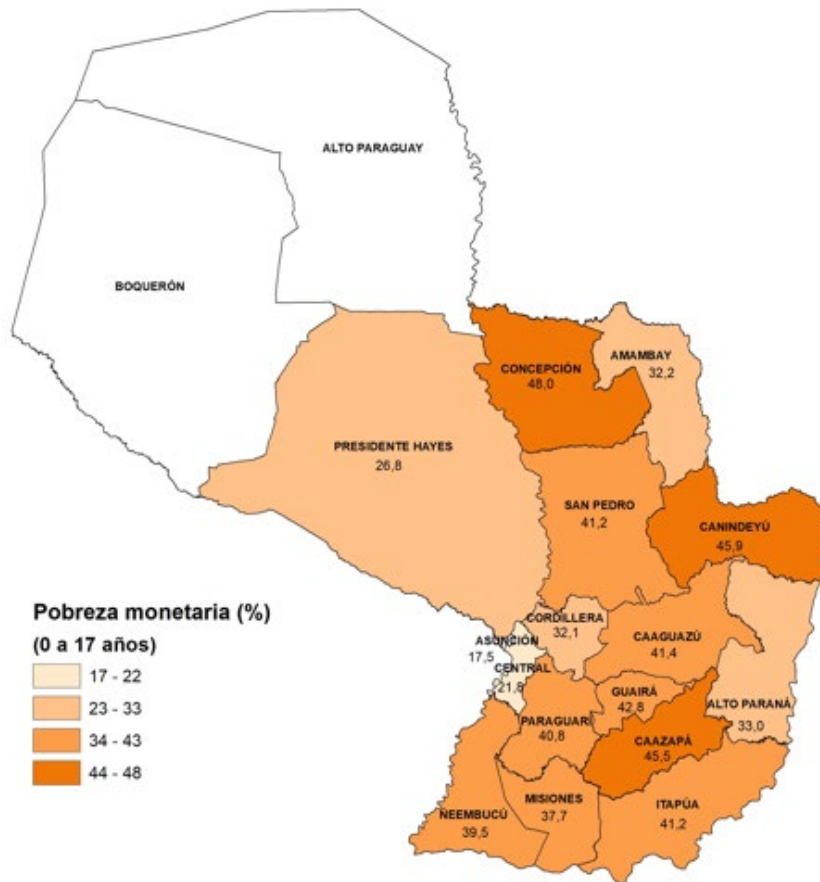 ALTO PARAGUAY
BOQUERÓN
CONCEPCIÓN
48,0
AMAMBAY
32,2
PRESIDENTE HAYES
26,8
SAN PEDRO
41,2
CANINDEYÚ
45,9
CORDILLERA
32,1
ASUNCIÓN
17,5
CENTRAL
21,8
CAAGUAZÚ
41,4
GUAIRÁ
42,8
ALTO PARANÁ
33,0
PARAGUARI
40,8
CAAZAPÁ
45,5
ÑEEMBUCÚ
39,5
MISIONES
37,7
ITAPÚA
41,2
Pobreza monetaria (%)
(0 a 17 años)
17 - 22
23 - 33
34 - 43
44 - 48